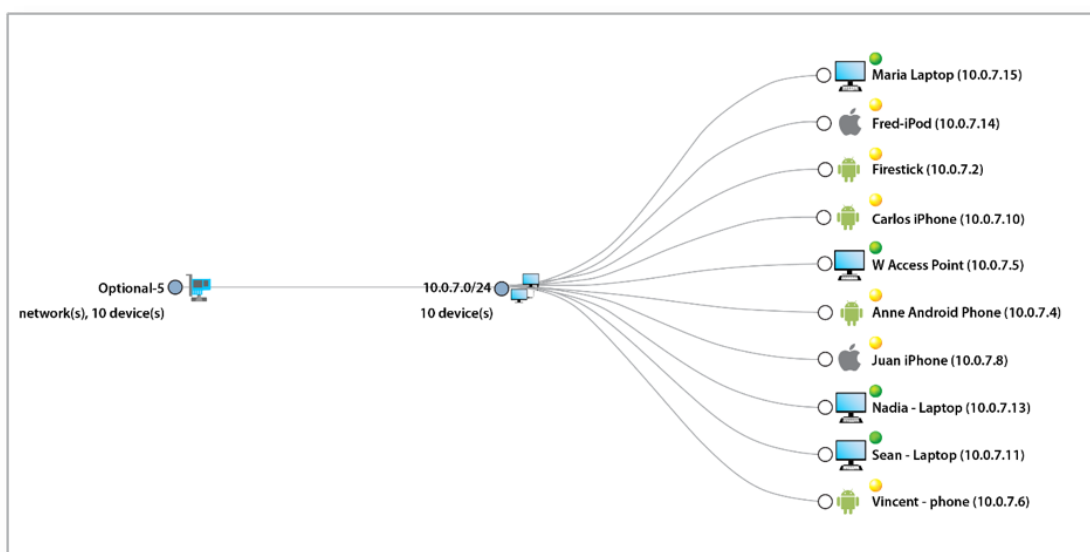 Maria Laptop (10.0.7.15)
Fred-iPod (10.0.7.14)
Firestick (10.0.7.2)
Carlos iPhone (10.0.7.10)
W Access Point (10.0.7.5)
Optional-5
10.0.7.0/24
network(s), 10 device(s)
10 device(s)
Anne Android Phone (10.0.7.4)
Juan iPhone (10.0.7.8)
Nadia - Laptop (10.0.7.13)
Sean - Laptop (10.0.7.11)
Vincent - phone (10.0.7.6)